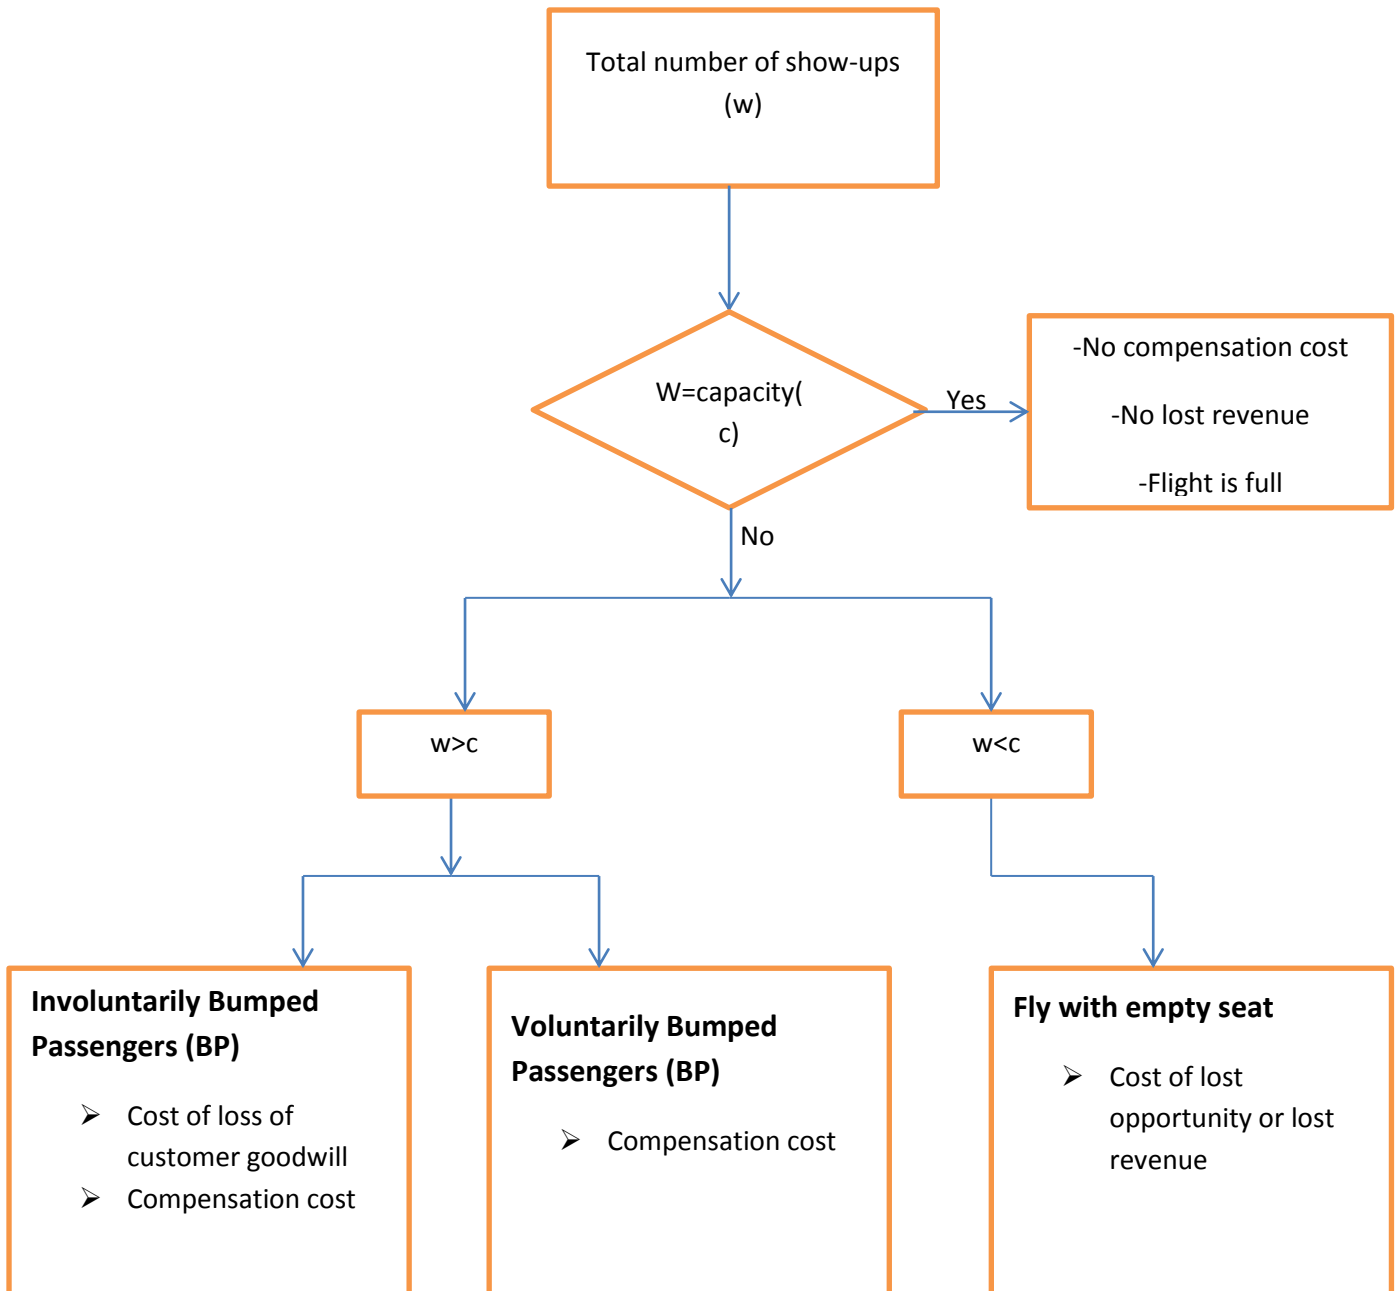 Total number of show-ups
(w)
W=capacity(
c)
Yes
-No compensation cost
-No lost revenue
-Flight is full
No
w>c
w<c
Involuntarily Bumped
Passengers (BP)
➢ Cost of loss of
customer goodwill
➢ Compensation cost
Voluntarily Bumped
Passengers (BP)
➢ Compensation cost
Fly with empty seat
➢ Cost of lost
opportunity or lost
revenue